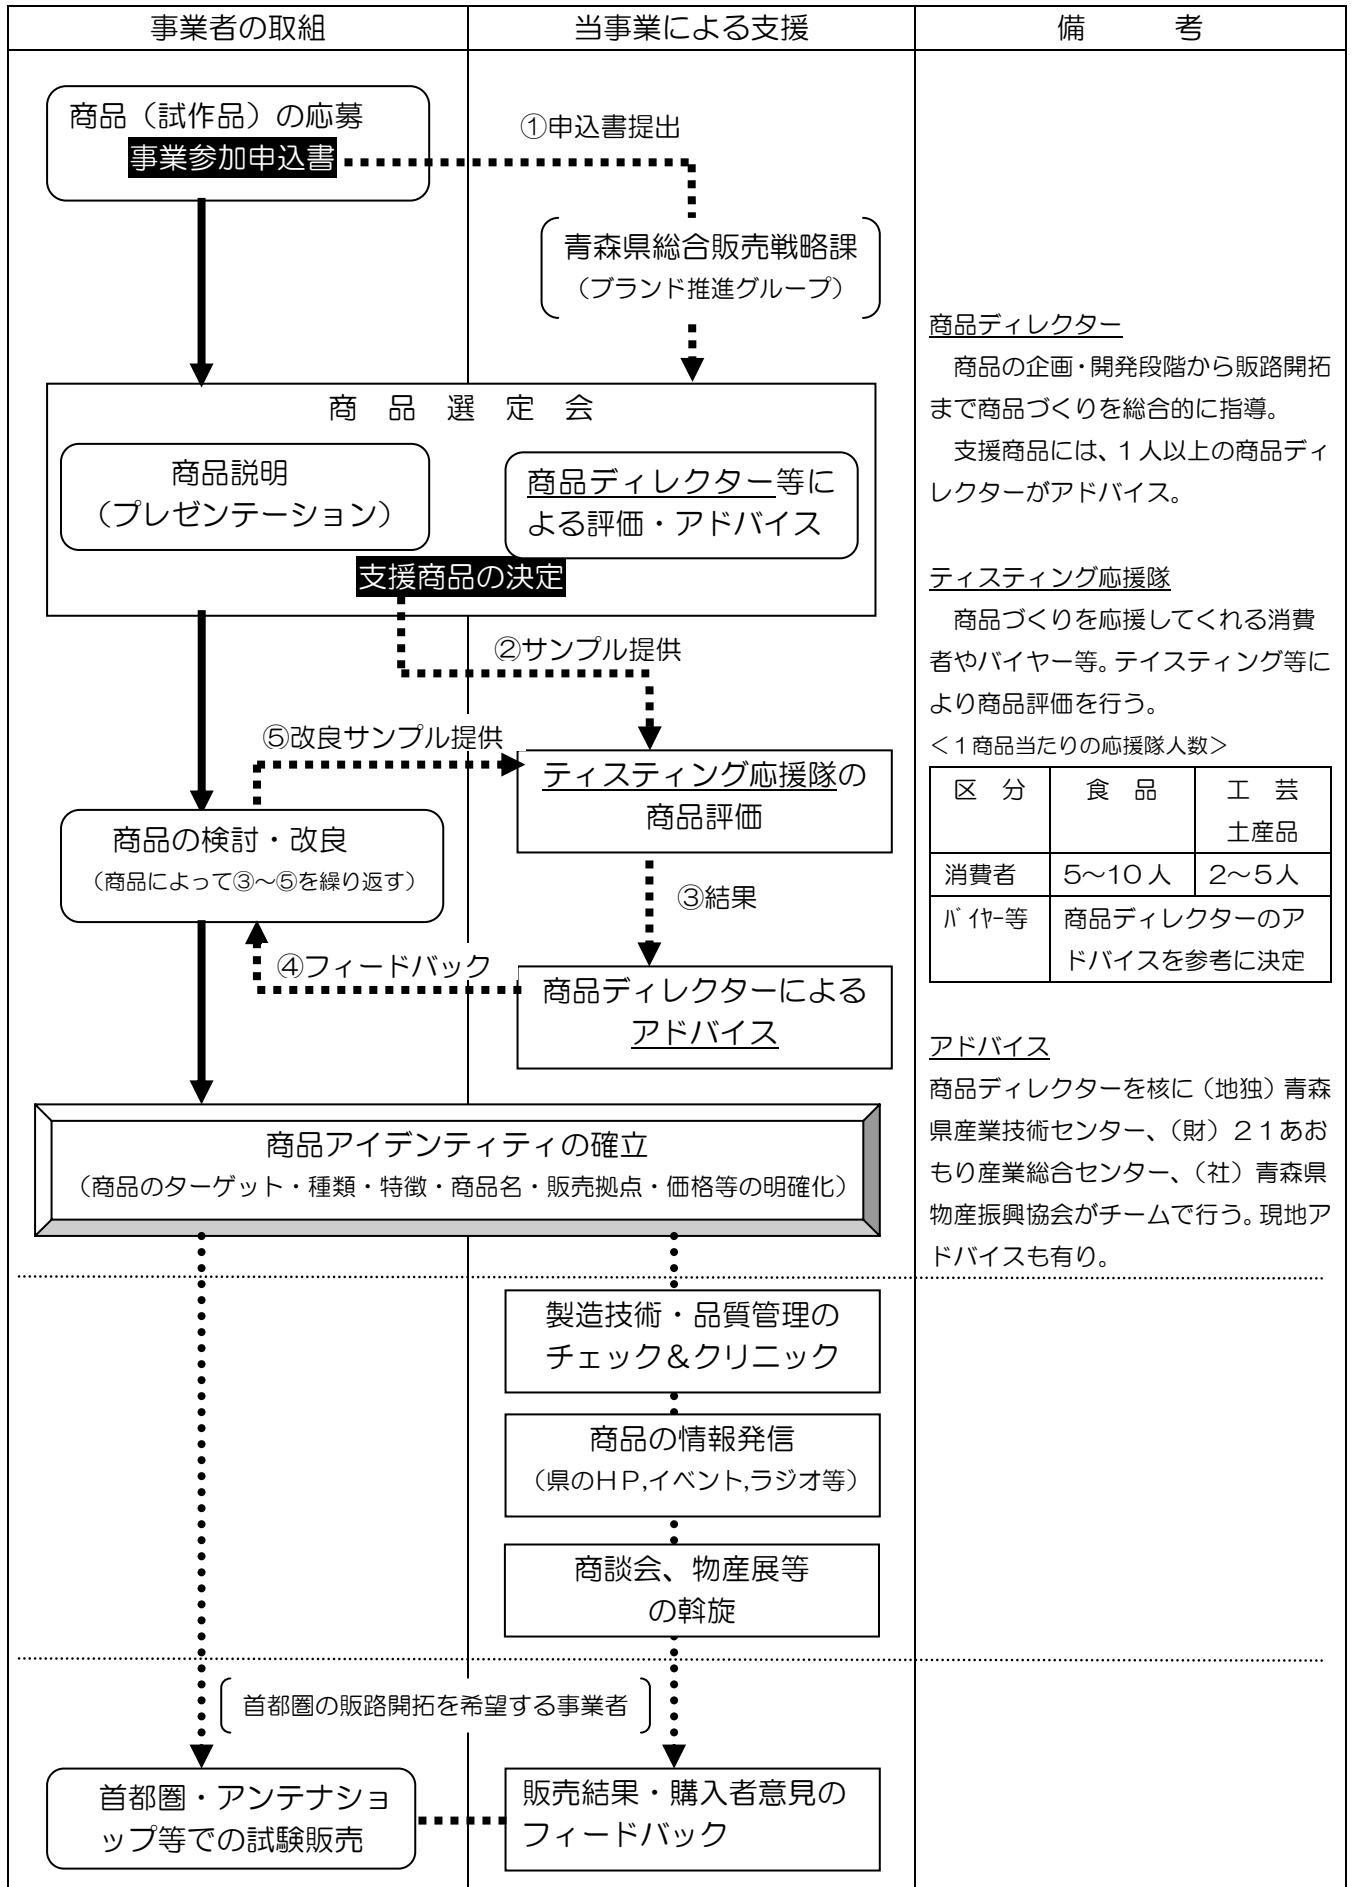 事業者の取組
当事業による支援
備 考
商品（試作品）の応募
事業参加申込書
①申込書提出
青森県総合販売戦略課
（ブランド推進グループ）
商 品 選 定 会
商品説明
（プレゼンテーション）
商品ディレクター等に
よる評価・アドバイス
支援商品の決定
②サンプル提供
⑤改良サンプル提供
ティスティング応援隊の
商品評価
商品の検討・改良
（商品によって③～⑤を繰り返す）
③結果
④フィードバック
商品ディレクターによる
アドバイス
商品アイデンティティの確立
（商品のターゲット・種類・特徴・商品名・販売拠点・価格等の明確化）
製造技術・品質管理の
チェック＆クリニック
商品の情報発信
（県のＨＰ,イベント,ラジオ等）
商談会、物産展等
の斡旋
首都圏の販路開拓を希望する事業者
首都圏・アンテナショ
ップ等での試験販売
販売結果・購入者意見の
フィードバック
商品ディレクター
商品の企画・開発段階から販路開拓
まで商品づくりを総合的に指導。
支援商品には、１人以上の商品ディ
レクターがアドバイス。
ティスティング応援隊
商品づくりを応援してくれる消費
者やバイヤー等。テイスティング等に
より商品評価を行う。
＜１商品当たりの応援隊人数＞
区 分
食 品
工 芸
土産品
消費者
５～１０人
２～５人
ﾊﾞｲﾔｰ等
商品ディレクターのア
ドバイスを参考に決定
アドバイス
商品ディレクターを核に（地独）青森
県産業技術センター、（財）２１あお
もり産業総合センター、（社）青森県
物産振興協会がチームで行う。現地ア
ドバイスも有り。